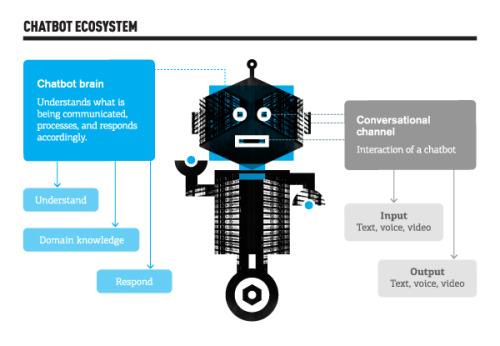 CHATBOT ECOSYSTEM
Chatbot brain
Understands what is
being communicated,
processes, and responds
accordingly.
Understand
Domain knowledge
Respond
Conversational
channel
Interaction of a chatbot
Input
Text, voice, video
Output
Text, voice, video